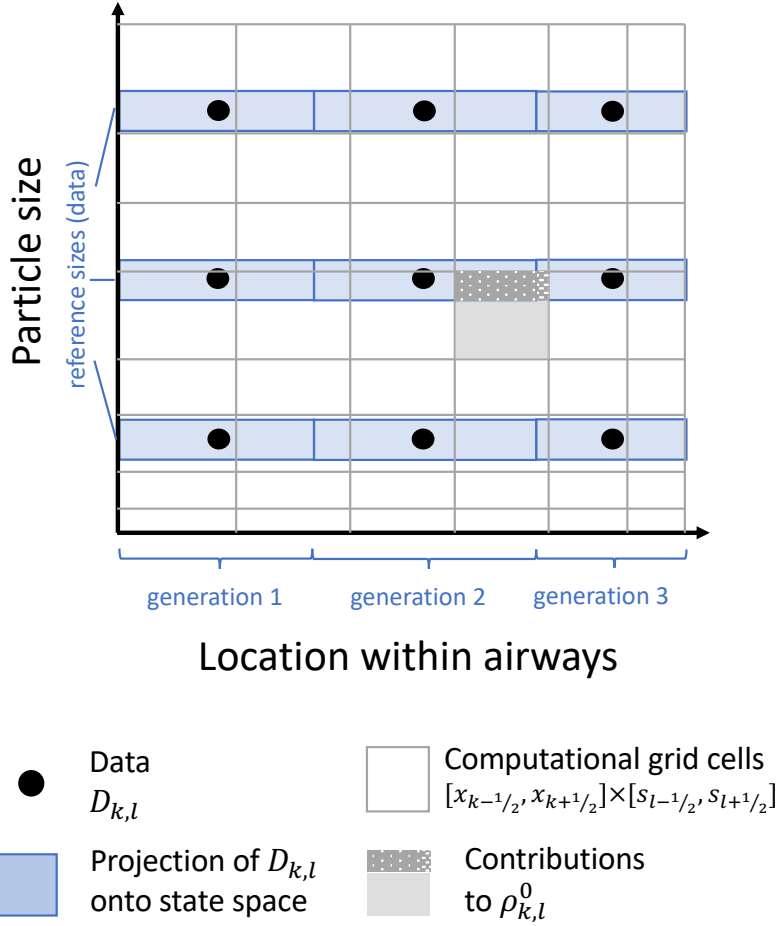 Particle size
reference sizes (data)
generation 1
generation 2
generation 3
Location within airways
Data
D_{k,l}
Computational grid cells
[x_{k-1/2}, x_{k+1/2}]×[s_{l-1/2}, s_{l+1/2}]
Projection of D_{k,l}
onto state space
Contributions
to ρ^0_{k,l}